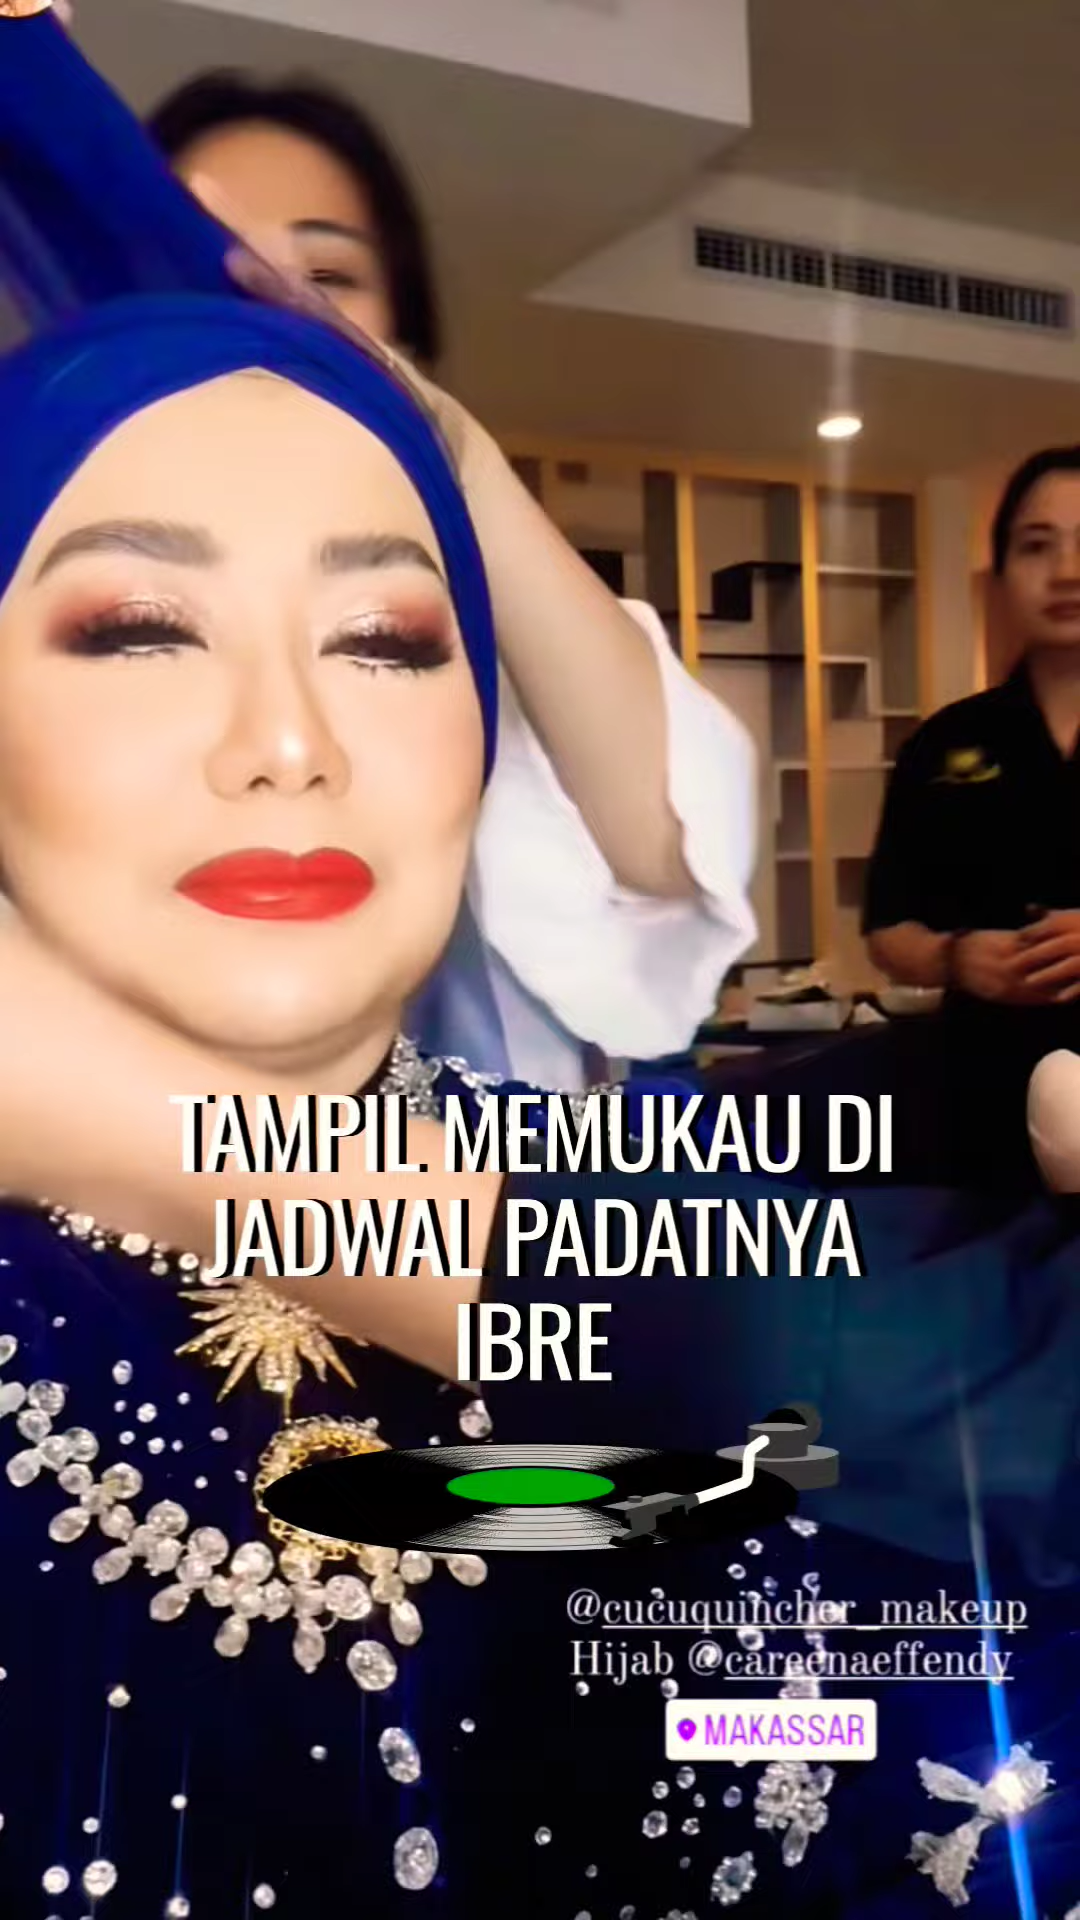 TAMPIL MEMUKAU DI
JADWAL PADATNYA
IBRE
@cucuquincher_makeup
Hijab @careenaeffendy
MAKASSAR